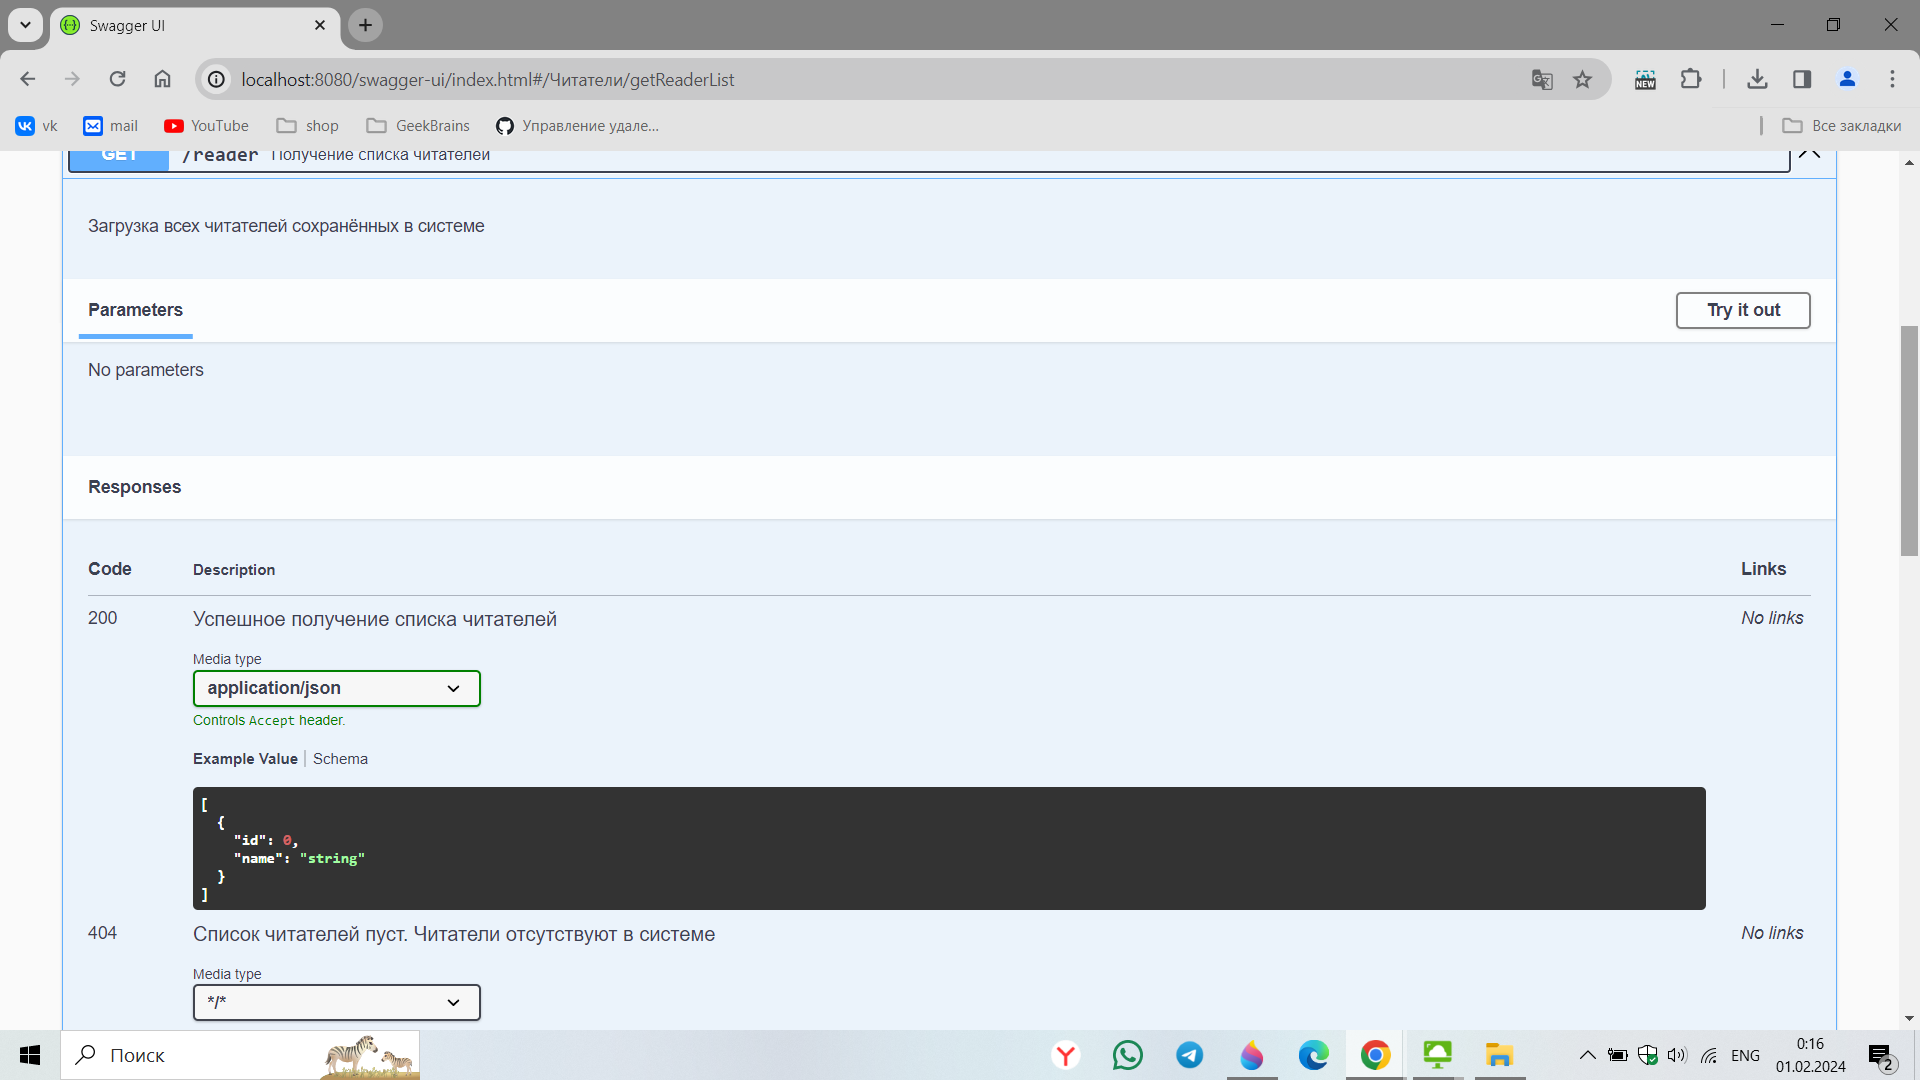 Swagger UI
localhost:8080/swagger-ui/index.html#/Читатели/getReaderList
NEW
vk mail YouTube shop GeekBrains Управление удале... Все закладки
GET /reader Получение списка читателей
Загрузка всех читателей сохранённых в системе
Parameters Try it out
No parameters
Responses
Code Description Links
200 Успешное получение списка читателей No links
Media type
application/json
Controls Accept header.
Example Value Schema
[
{
"id": 0,
"name": "string"
}
]
404 Список читателей пуст. Читатели отсутствуют в системе No links
Media type
*/*
Поиск ENG 0:16
01.02.2024 2